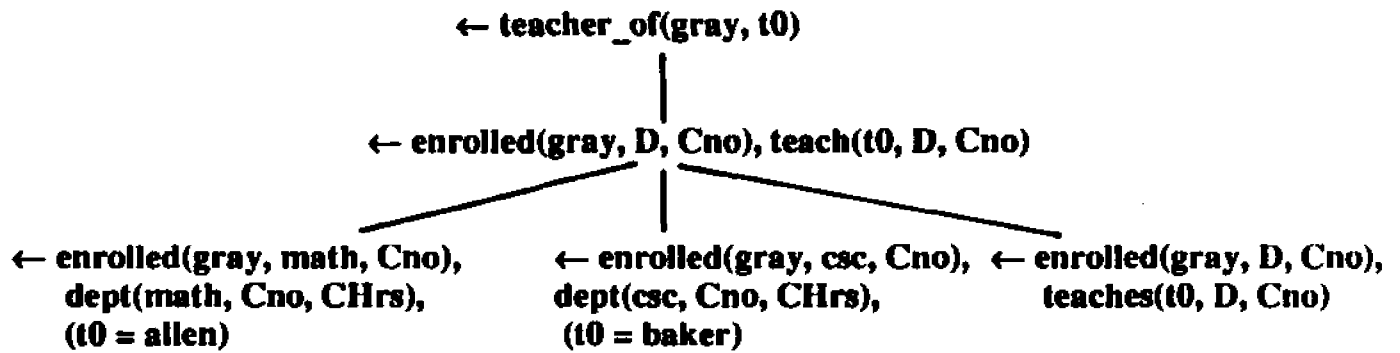 ← teacher_of(gray, t0)
← enrolled(gray, D, Cno), teach(t0, D, Cno)
← enrolled(gray, math, Cno),
dept(math, Cno, CHrs),
(t0 = allen)
← enrolled(gray, csc, Cno),
dept(csc, Cno, CHrs),
(t0 = baker)
← enrolled(gray, D, Cno),
teaches(t0, D, Cno)